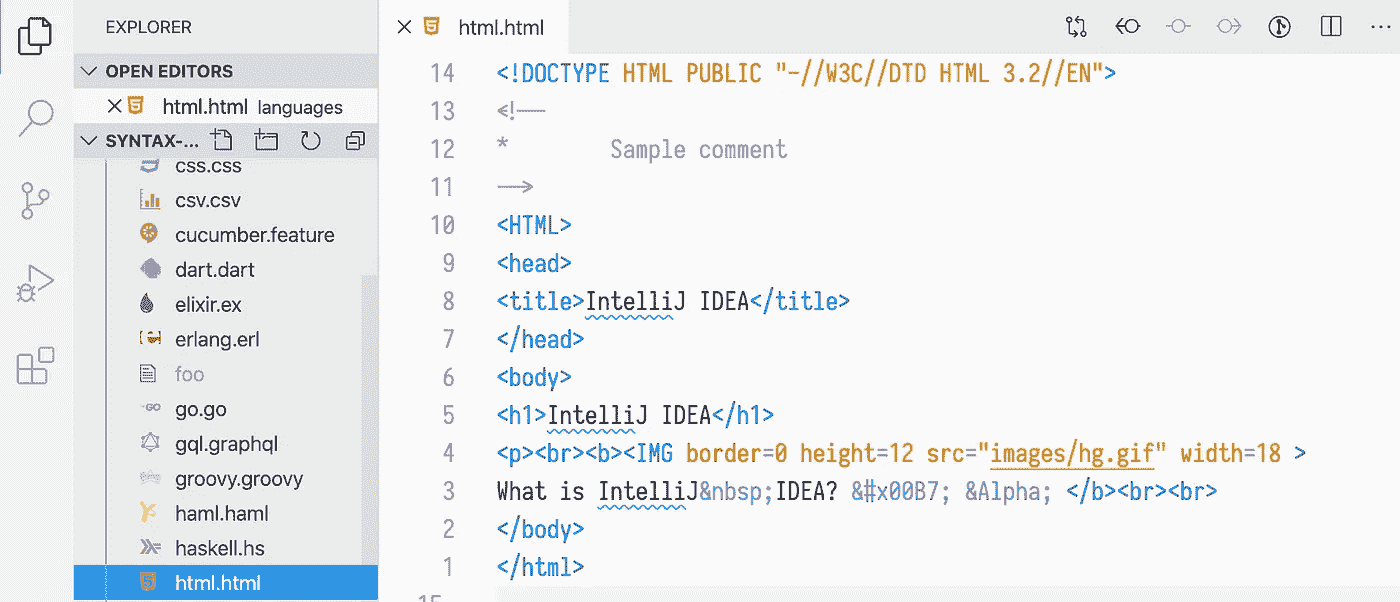 EXPLORER
OPEN EDITORS
html.html languages
SYNTAX-...
css.css
csv.csv
cucumber.feature
dart.dart
elixir.ex
erlang.erl
foo
go.go
gql.graphql
groovy.groovy
haml.haml
haskell.hs
html.html
html.html
14 <!DOCTYPE HTML PUBLIC "-//W3C//DTD HTML 3.2//EN">
13 <!--
12 * Sample comment
11 -->
10 <HTML>
9 <head>
8 <title>IntelliJ IDEA</title>
7 </head>
6 <body>
5 <h1>IntelliJ IDEA</h1>
4 <p><br><b><IMG border=0 height=12 src="images/hg.gif" width=18 >
3 What is IntelliJ&nbsp;IDEA? &#x00B7; &Alpha; </b><br><br>
2 </body>
1 </html>
15